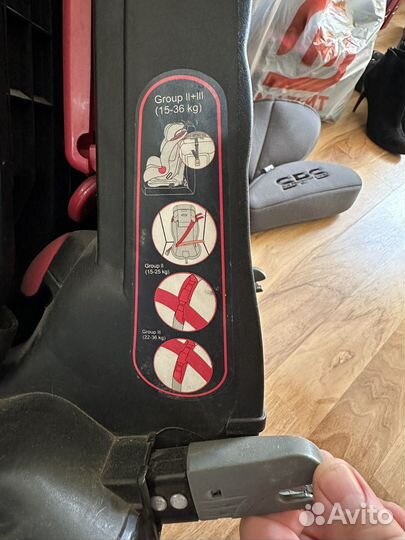 Group II+III
(15-36 kg)
SPS
Group II
(15-25 kg)
Group III
(22-36 kg)
Avito